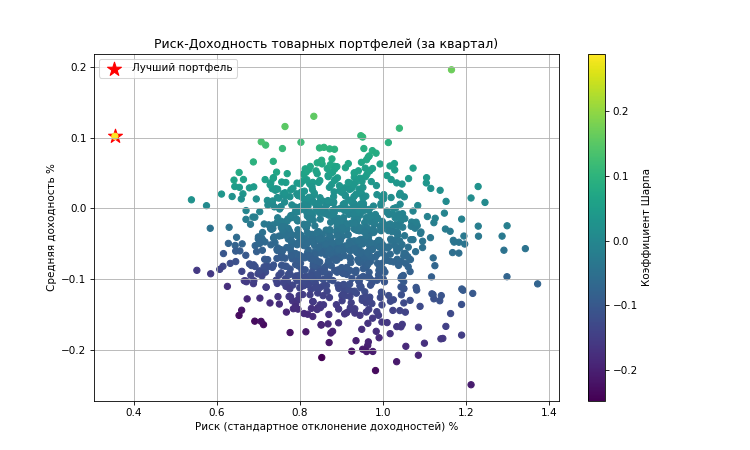 Риск-Доходность товарных портфелей (за квартал)
Лучший портфель
Средняя доходность %
0.2
0.1
0.0
−0.1
−0.2
0.4 0.6 0.8 1.0 1.2 1.4
Риск (стандартное отклонение доходностей) %
0.2
0.1
0.0
−0.1
−0.2
Коэффициент Шарпа